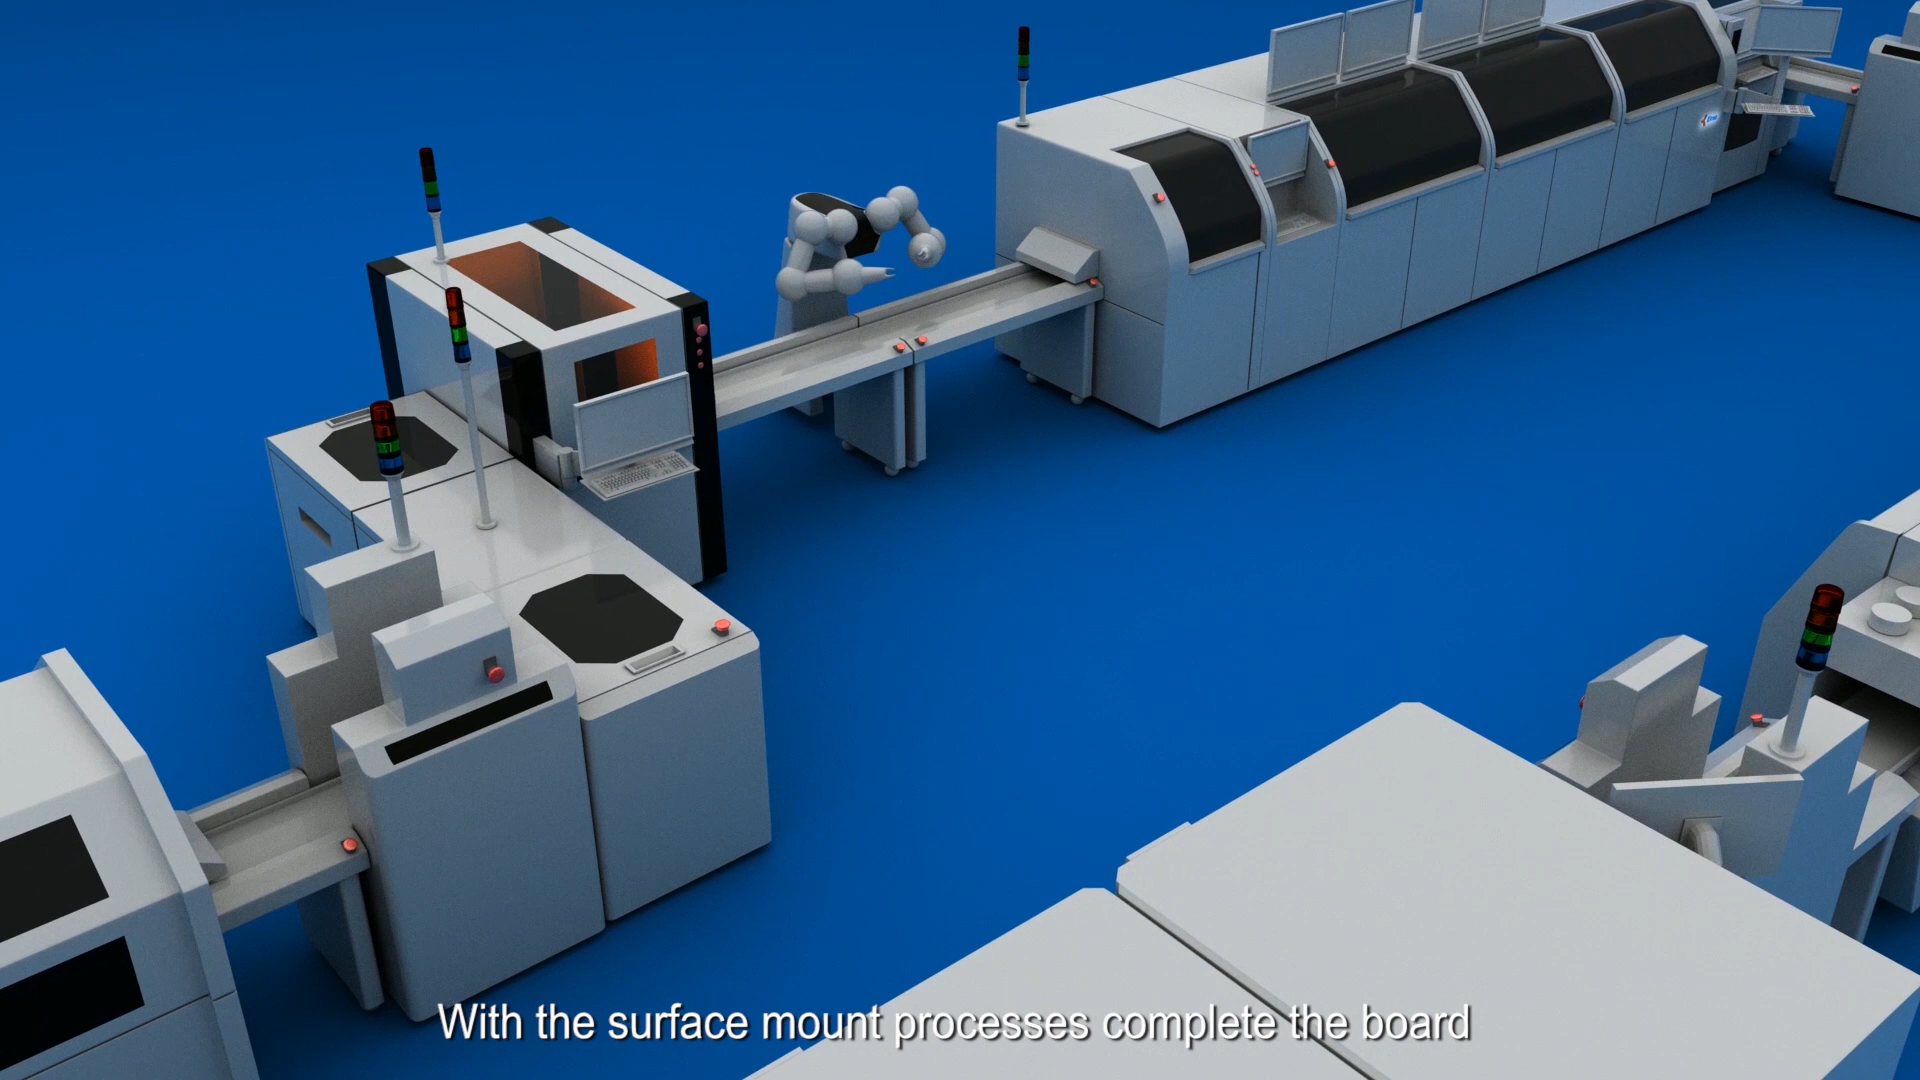 With the surface mount processes complete the board